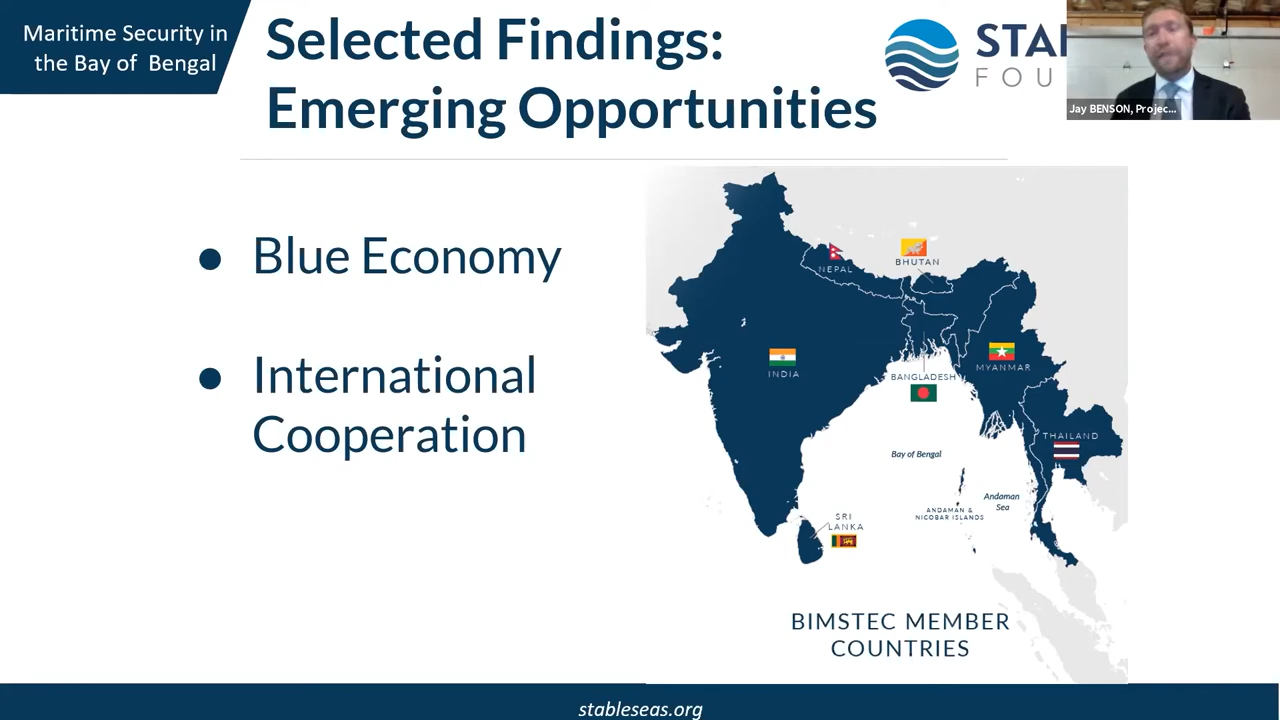 Maritime Security in
the Bay of Bengal
Selected Findings:
Emerging Opportunities
Jay BENSON, Projec...
● Blue Economy
● International
Cooperation
NEPAL
BHUTAN
INDIA
BANGLADESH
MYANMAR
THAILAND
Bay of Bengal
Andaman
Sea
ANDAMAN &
NICOBAR ISLANDS
SRI
LANKA
BIMSTEC MEMBER
COUNTRIES
stableseas.org